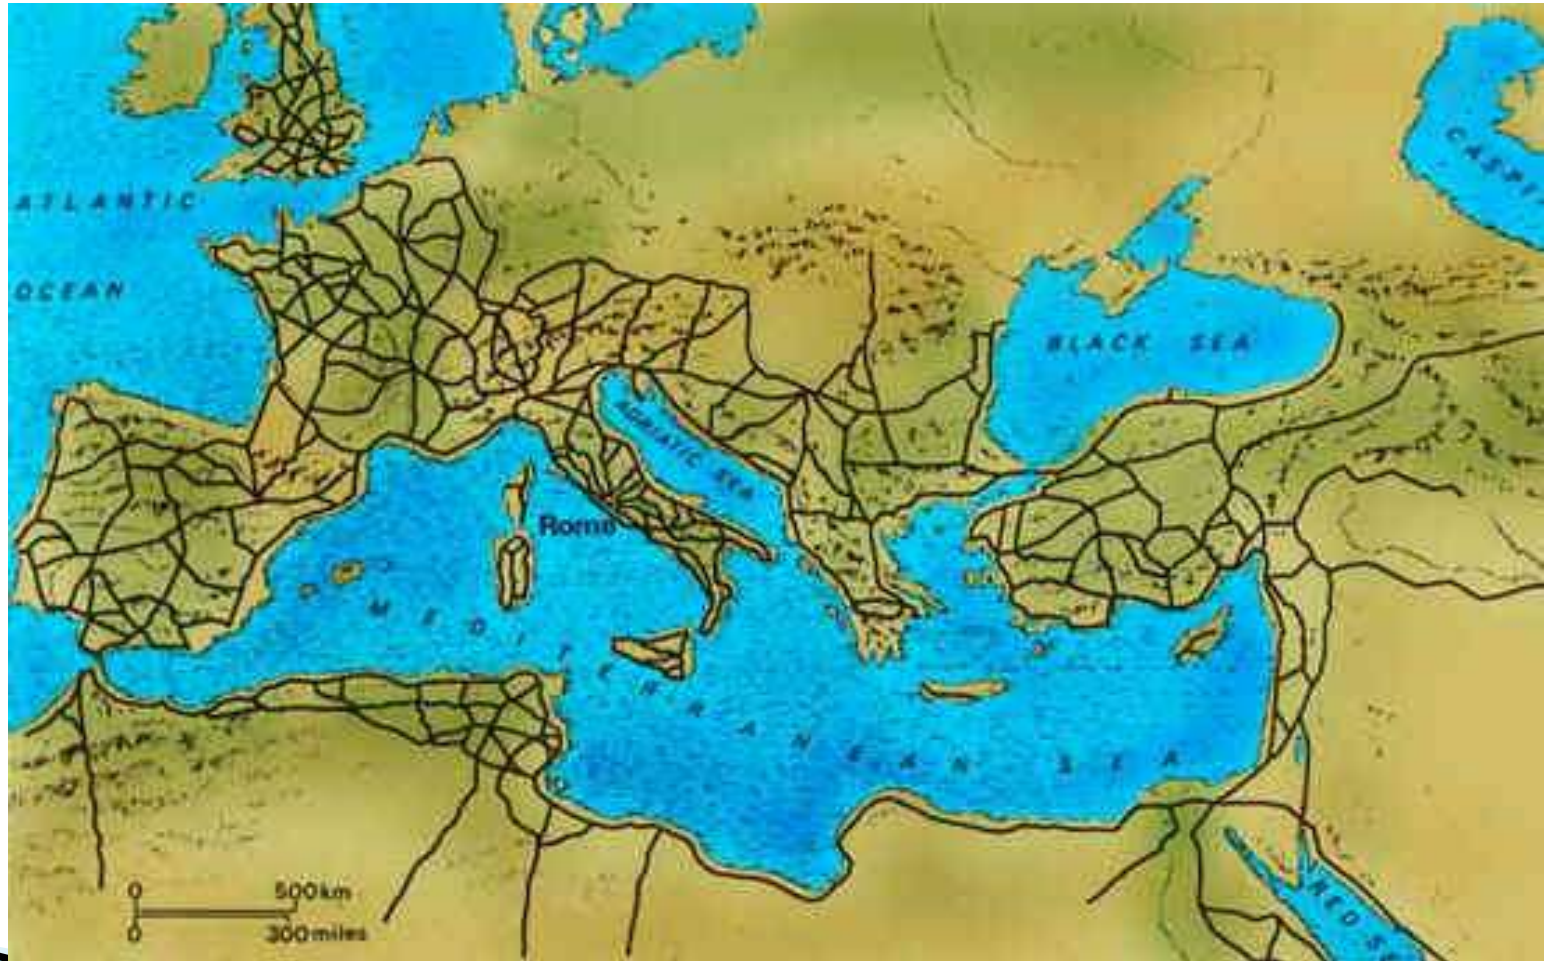 ATLANTIC
OCEAN
CASPI
BLACK SEA
ADRIATIC SEA
Rome
MEDITERRANEAN SEA
0 500km
0 300miles
RED SE